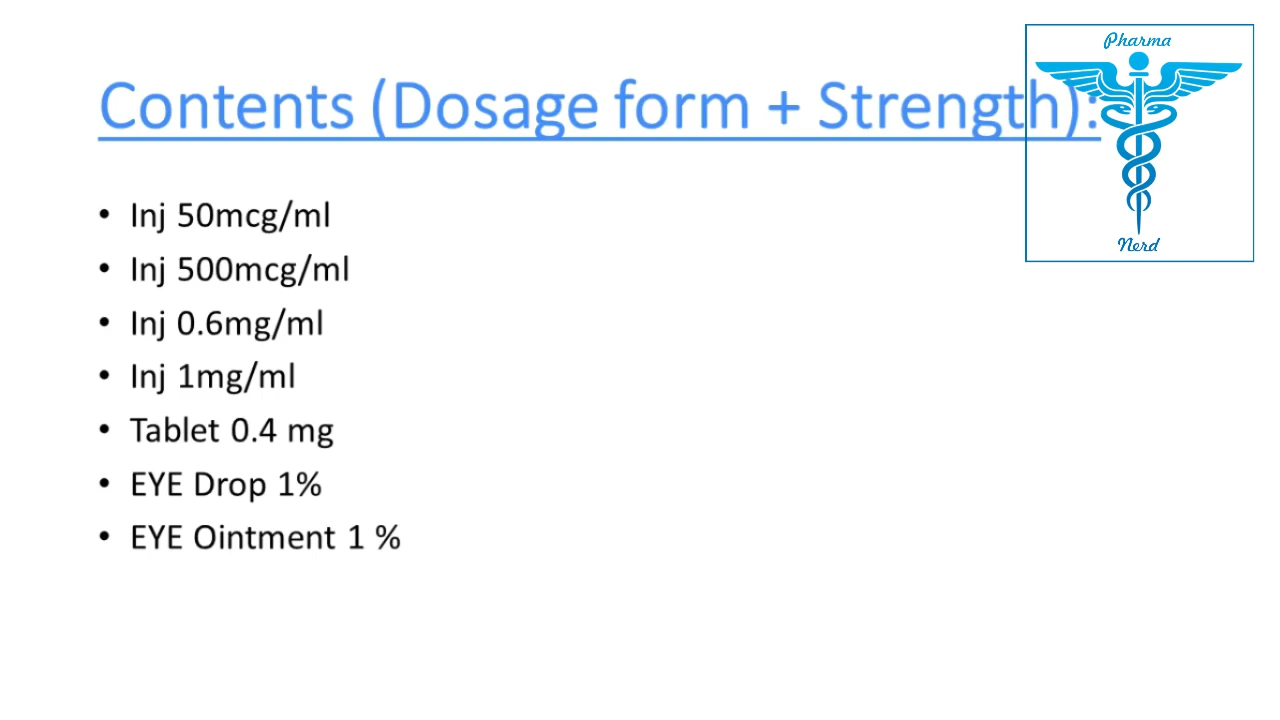 Pharma
Contents (Dosage form + Strength):
Nerd
• Inj 50mcg/ml
• Inj 500mcg/ml
• Inj 0.6mg/ml
• Inj 1mg/ml
• Tablet 0.4 mg
• EYE Drop 1%
• EYE Ointment 1 %